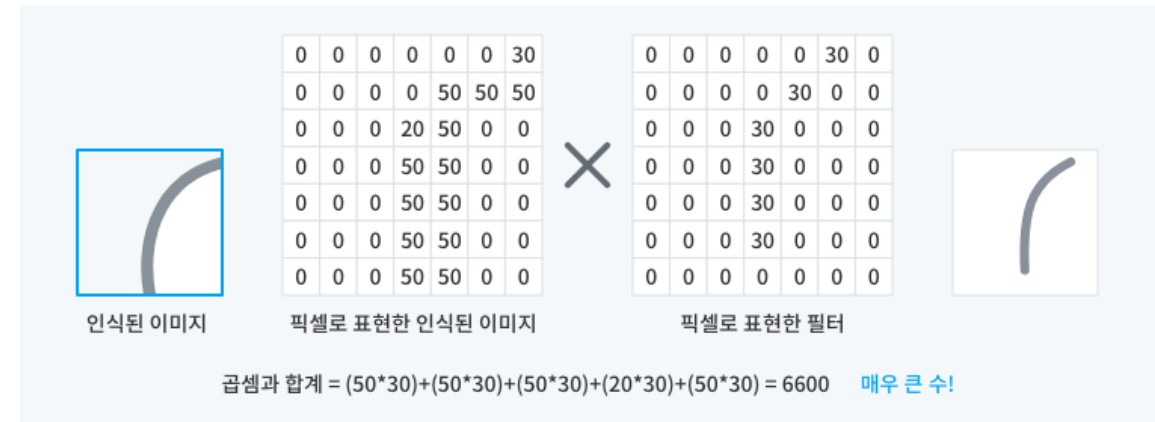 0 0 0 0 0 0 30 0 0 0 0 0 30 0
0 0 0 0 50 50 50 0 0 0 0 30 0 0
0 0 0 20 50 0 0 0 0 0 30 0 0 0
0 0 0 50 50 0 0 0 0 0 30 0 0 0
0 0 0 50 50 0 0 0 0 0 30 0 0 0
0 0 0 50 50 0 0 0 0 0 30 0 0 0
0 0 0 50 50 0 0 0 0 0 0 0 0 0
인식된 이미지 픽셀로 표현한 인식된 이미지 픽셀로 표현한 필터
곱셈과 합계 = (50*30)+(50*30)+(50*30)+(20*30)+(50*30) = 6600 매우 큰 수!